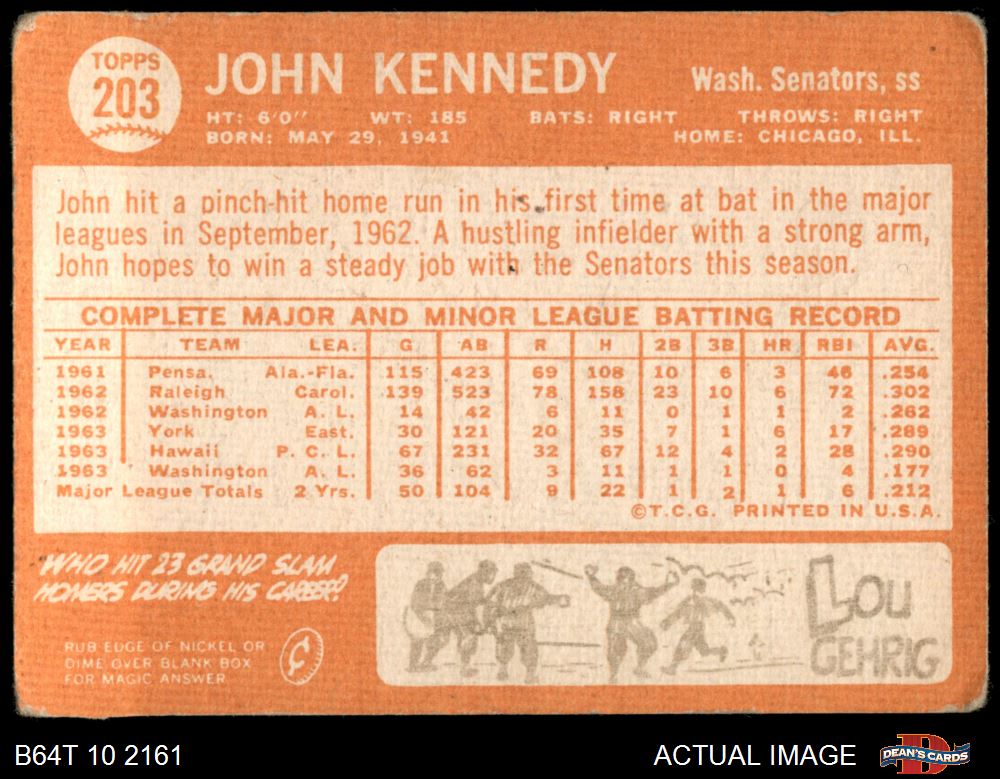 TOPPS
203
JOHN KENNEDY
Wash. Senators, ss
HT: 6'0" WT: 185 BATS: RIGHT THROWS: RIGHT
BORN: MAY 29, 1941 HOME: CHICAGO, ILL.
John hit a pinch-hit home run in his first time at bat in the major
leagues in September, 1962. A hustling infielder with a strong arm,
John hopes to win a steady job with the Senators this season.
COMPLETE MAJOR AND MINOR LEAGUE BATTING RECORD
YEAR TEAM LEA. G AB R H 2B 3B HR RBI AVG.
1961 Pensa. Ala.-Fla. 115 423 69 108 10 6 3 46 .254
1962 Raleigh Carol. 139 523 78 158 23 10 6 72 .302
1962 Washington A. L. 14 42 6 11 0 1 1 2 .262
1963 York East. 30 121 20 35 7 1 6 17 .289
1963 Hawaii P. C. L. 67 231 32 67 12 4 2 28 .290
1963 Washington A. L. 36 62 3 11 1 1 0 4 .177
Major League Totals 2 Yrs. 50 104 9 22 1 2 1 6 .212
©T.C.G. PRINTED IN U.S.A.
WHO HIT 23 GRAND SLAM
HOMERS DURING HIS CAREER?
RUB EDGE OF NICKEL OR
DIME OVER BLANK BOX
FOR MAGIC ANSWER
LOU
GEHRIG
B64T 10 2161
ACTUAL IMAGE
DEAN'S CARDS